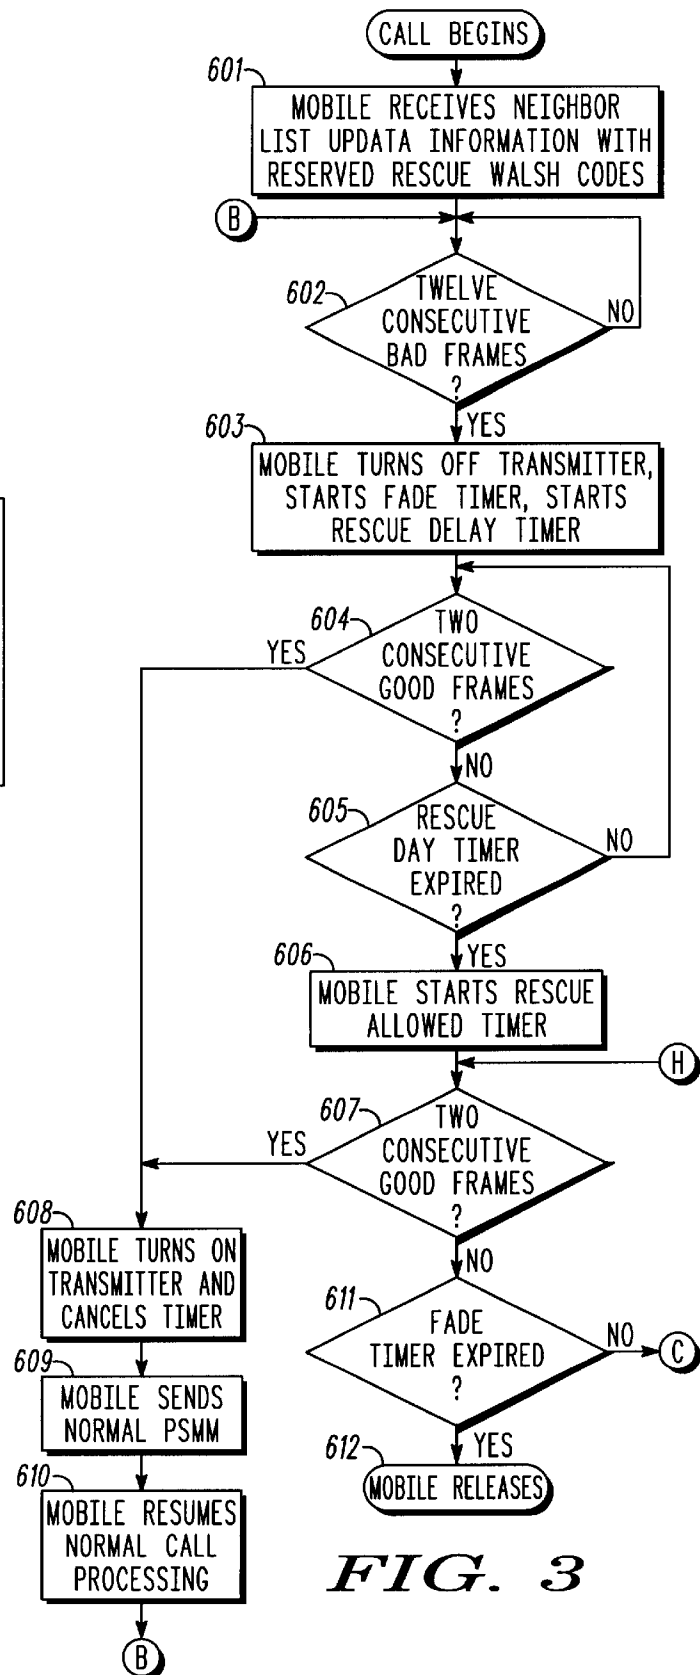 CALL BEGINS
601
MOBILE RECEIVES NEIGHBOR
LIST UPDATA INFORMATION WITH
RESERVED RESCUE WALSH CODES
B
602
TWELVE
CONSECUTIVE
BAD FRAMES
?
NO
YES
603
MOBILE TURNS OFF TRANSMITTER,
STARTS FADE TIMER, STARTS
RESCUE DELAY TIMER
604
TWO
CONSECUTIVE
GOOD FRAMES
?
YES
NO
605
RESCUE
DAY TIMER
EXPIRED
?
NO
YES
606
MOBILE STARTS RESCUE
ALLOWED TIMER
H
607
TWO
CONSECUTIVE
GOOD FRAMES
?
YES
NO
608
MOBILE TURNS ON
TRANSMITTER AND
CANCELS TIMER
609
MOBILE SENDS
NORMAL PSMM
610
MOBILE RESUMES
NORMAL CALL
PROCESSING
B
611
FADE
TIMER EXPIRED
?
NO
C
YES
612
MOBILE RELEASES
FIG. 3